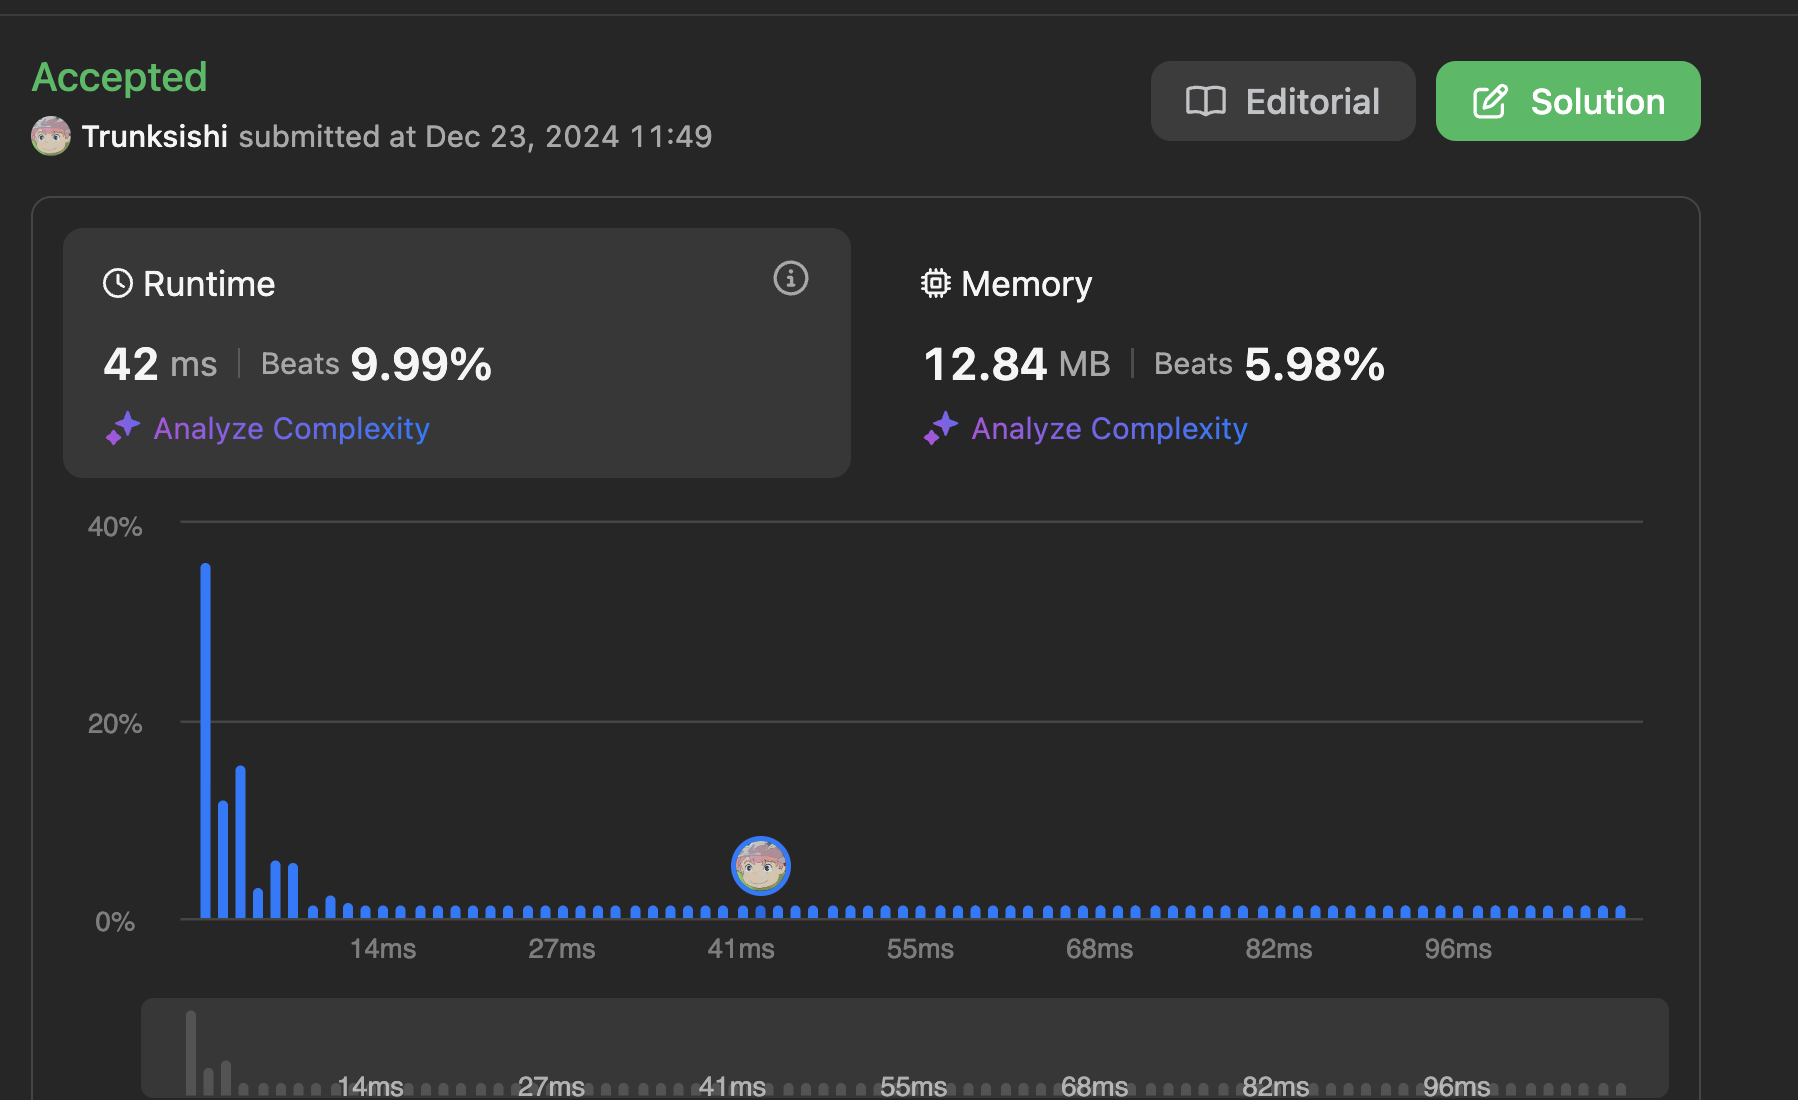 Accepted
Editorial
Solution
Trunksishi submitted at Dec 23, 2024 11:49
Runtime
42 ms | Beats 9.99%
Analyze Complexity
Memory
12.84 MB | Beats 5.98%
Analyze Complexity
40%
20%
0%
14ms 27ms 41ms 55ms 68ms 82ms 96ms
14ms 27ms 41ms 55ms 68ms 82ms 96ms